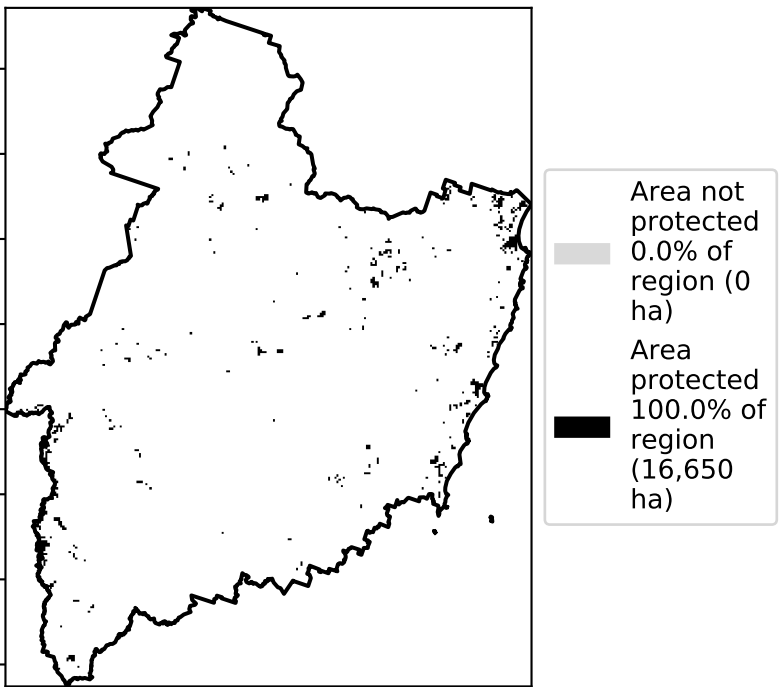 Area not
protected
0.0% of
region (0
ha)
Area
protected
100.0% of
region
(16,650
ha)